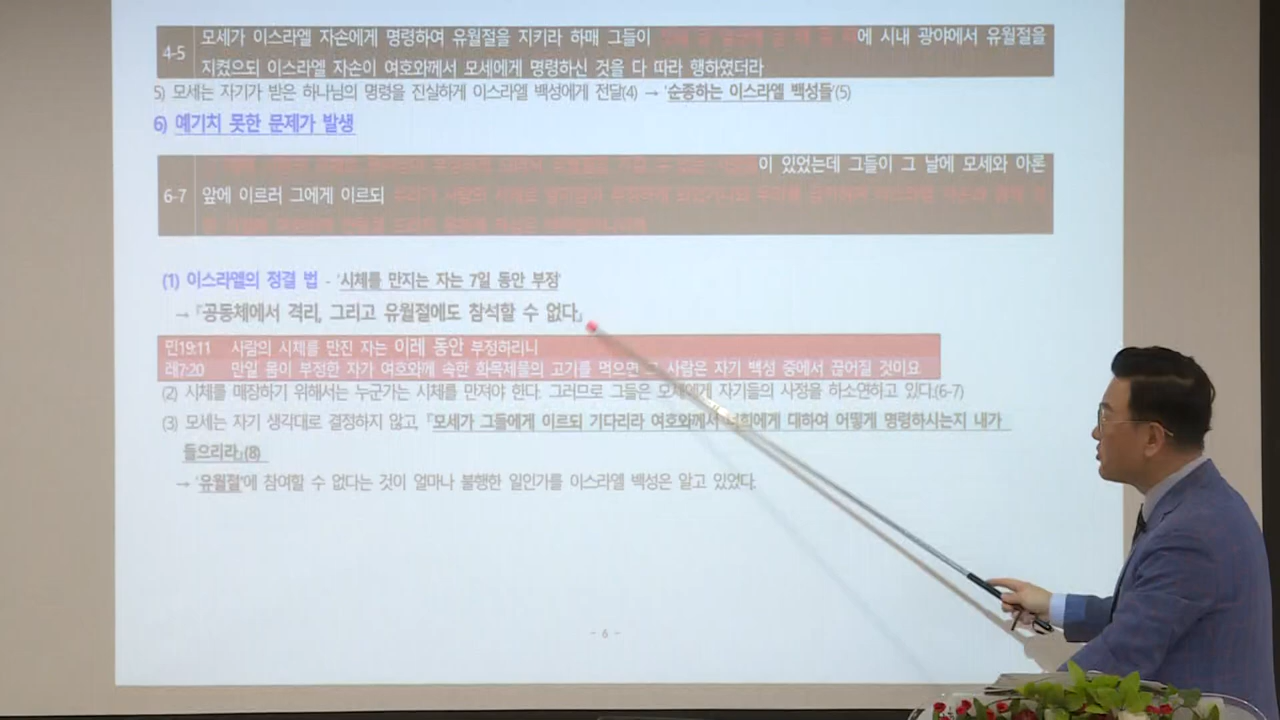 4-5 모세가 이스라엘 자손에게 명령하여 유월절을 지키라 하매 그들이 에 시내 광야에서 유월절을
지켰으되 이스라엘 자손이 여호와께서 모세에게 명령하신 것을 다 따라 행하였더라
5) 모세는 자기가 받은 하나님의 명령을 진실하게 이스라엘 백성에게 전달(4) → '순종하는 이스라엘 백성들'(5)
6) 예기치 못한 문제가 발생
이 있었는데 그들이 그 날에 모세와 아론
6-7 앞에 이르러 그에게 이르되
(1) 이스라엘의 정결 법 - '시체를 만지는 자는 7일 동안 부정'
→『공동체에서 격리, 그리고 유월절에도 참석할 수 없다』
민19:11 사람의 시체를 만진 자는 이레 동안 부정하리니
레7:20 만일 몸이 부정한 자가 여호와께 속한 화목제물의 고기를 먹으면 그 사람은 자기 백성 중에서 끊어질 것이요
(2) 시체를 매장하기 위해서는 누군가는 시체를 만져야 한다. 그러므로 그들은 모세에게 자기들의 사정을 하소연하고 있다.(6-7)
(3) 모세는 자기 생각대로 결정하지 않고, 『모세가 그들에게 이르되 기다리라 여호와께서 너희에게 대하여 어떻게 명령하시는지 내가
들으리라』(8)
→ '유월절'에 참여할 수 없다는 것이 얼마나 불행한 일인가를 이스라엘 백성은 알고 있었다.
- 6 -